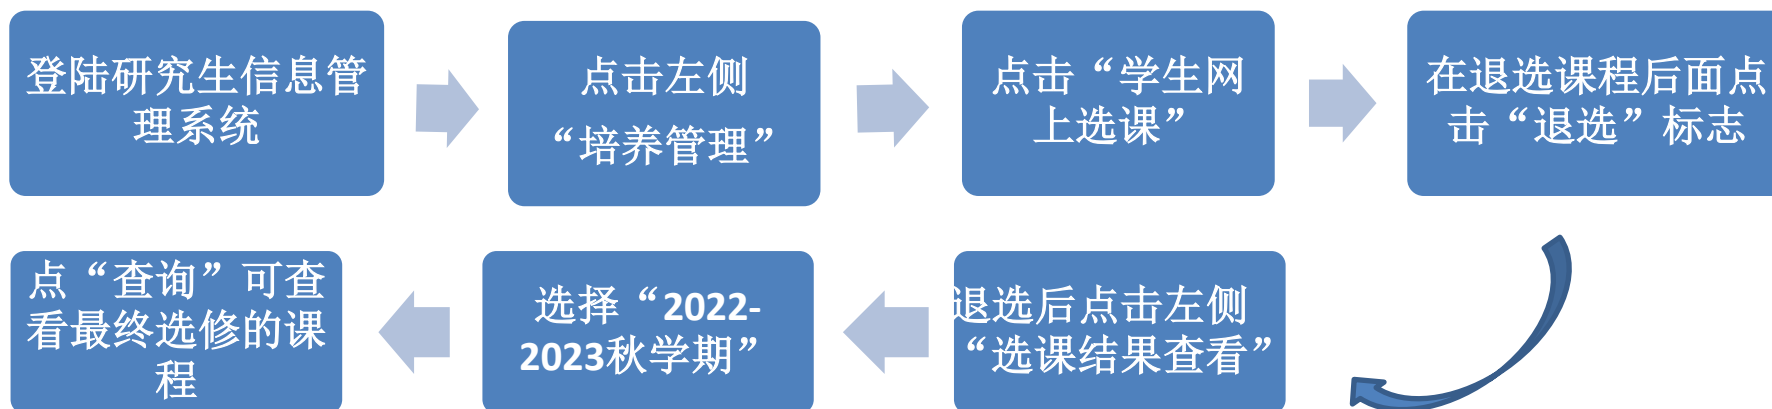 登陆研究生信息管
理系统
点击左侧
“培养管理”
点击“学生网
上选课”
在退选课程后面点
击“退选”标志
退选后点击左侧
“选课结果查看”
选择“2022-
2023秋学期”
点“查询”可查
看最终选修的课
程